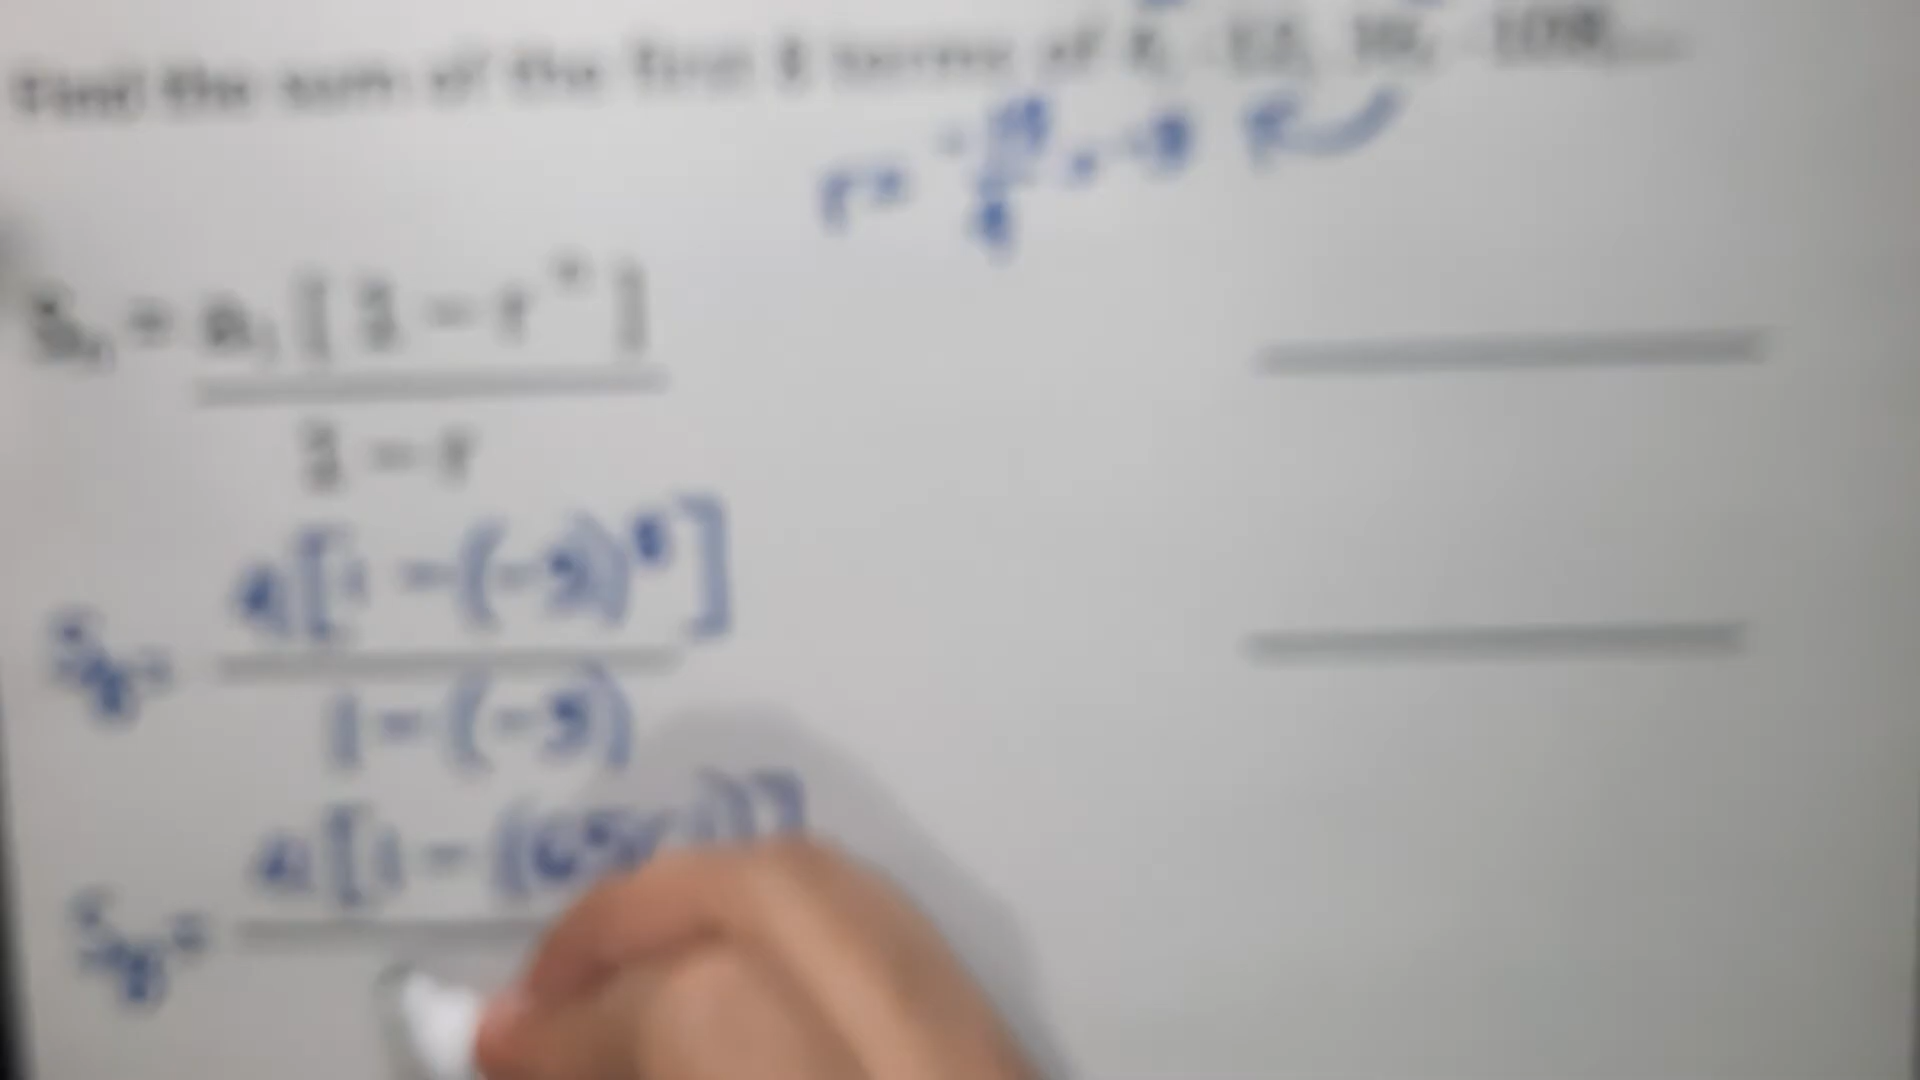 Find the sum of the first 8 terms of 4, -12, 36, -108,...
r = -12/4 = -3
Sn = a1 [ 1 - r^n ]
1 - r
S8 = 4[1 - (-3)^8]
1 - (-3)
S8 = 4[1 - (65